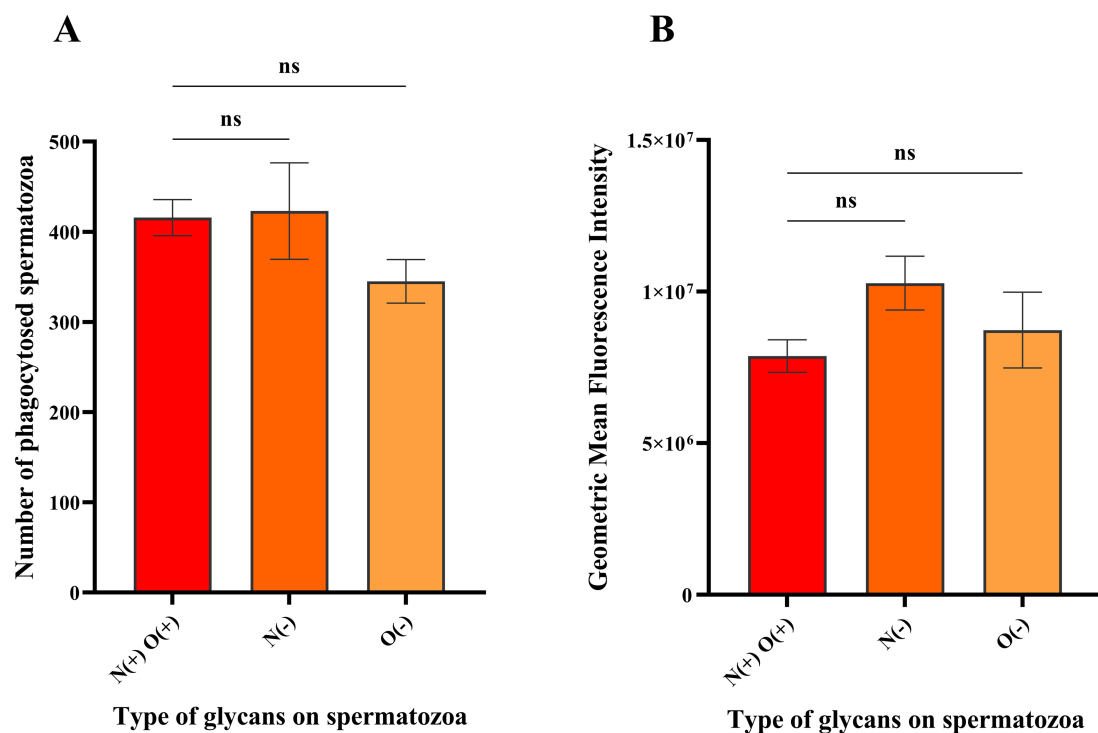 A
ns
ns
500
400
300
200
100
0
Number of phagocytosed spermatozoa
N(+) O(+)
N(-)
O(-)
Type of glycans on spermatozoa
B
1.5×10⁷
1×10⁷
5×10⁶
0
ns
ns
Geometric Mean Fluorescence Intensity
N(+) O(+)
N(-)
O(-)
Type of glycans on spermatozoa